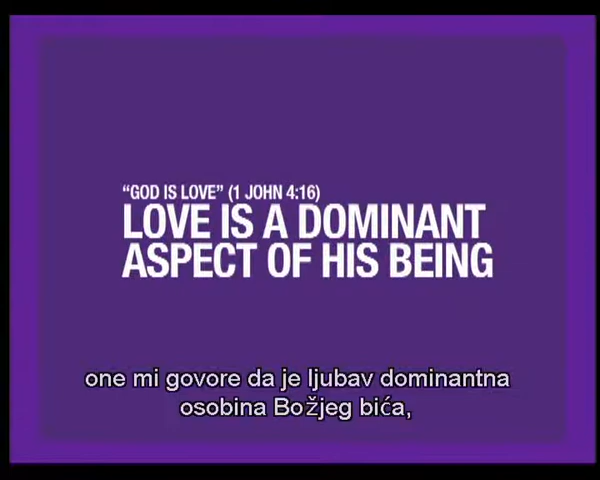 “GOD IS LOVE” (1 JOHN 4:16)
LOVE IS A DOMINANT
ASPECT OF HIS BEING
one mi govore da je ljubav dominantna
osobina Božjeg bića,